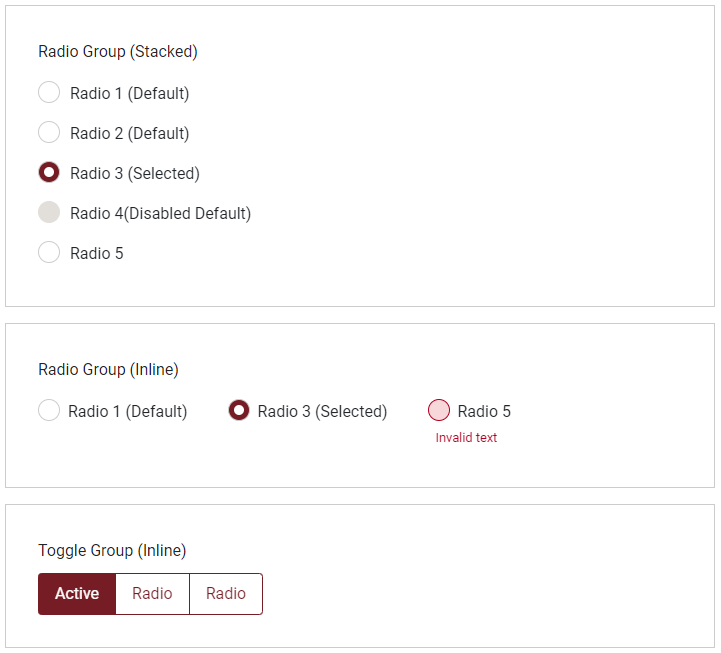 Radio Group (Stacked)
Radio 1 (Default)
Radio 2 (Default)
Radio 3 (Selected)
Radio 4(Disabled Default)
Radio 5
Radio Group (Inline)
Radio 1 (Default) Radio 3 (Selected) Radio 5
Invalid text
Toggle Group (Inline)
Active Radio Radio